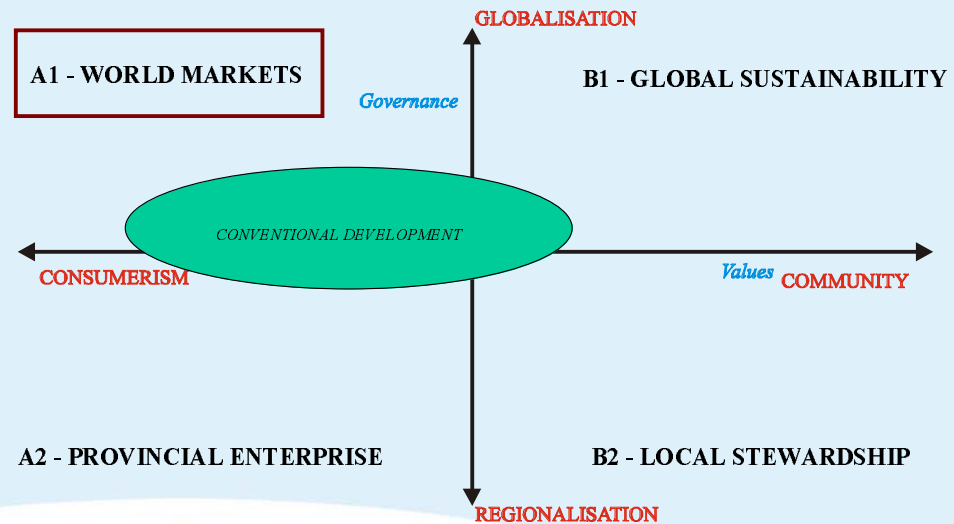 GLOBALISATION
A1 - WORLD MARKETS
B1 - GLOBAL SUSTAINABILITY
Governance
CONVENTIONAL DEVELOPMENT
CONSUMERISM
Values
COMMUNITY
A2 - PROVINCIAL ENTERPRISE
B2 - LOCAL STEWARDSHIP
REGIONALISATION